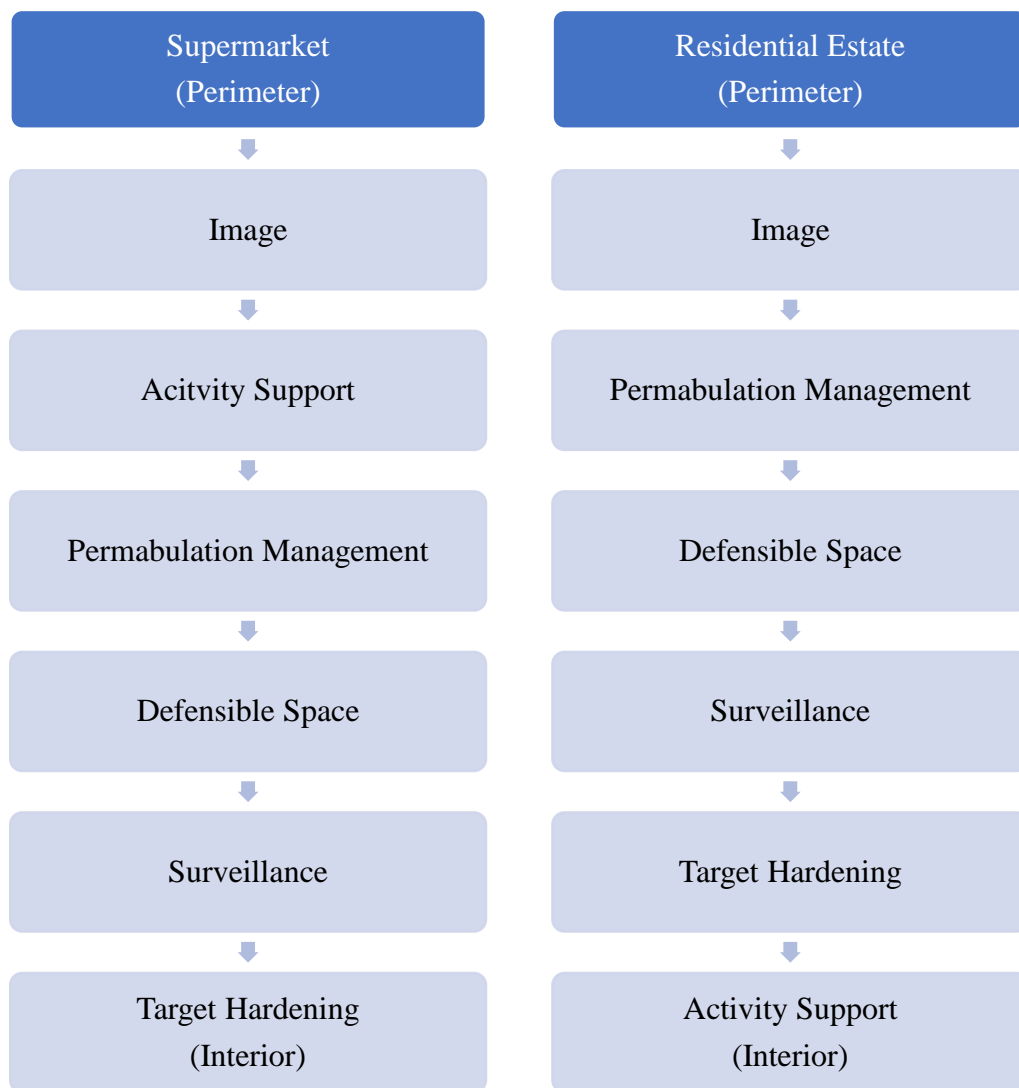 Supermarket
(Perimeter)
Image
Acitvity Support
Permabulation Management
Defensible Space
Surveillance
Target Hardening
(Interior)
Residential Estate
(Perimeter)
Image
Permabulation Management
Defensible Space
Surveillance
Target Hardening
Activity Support
(Interior)